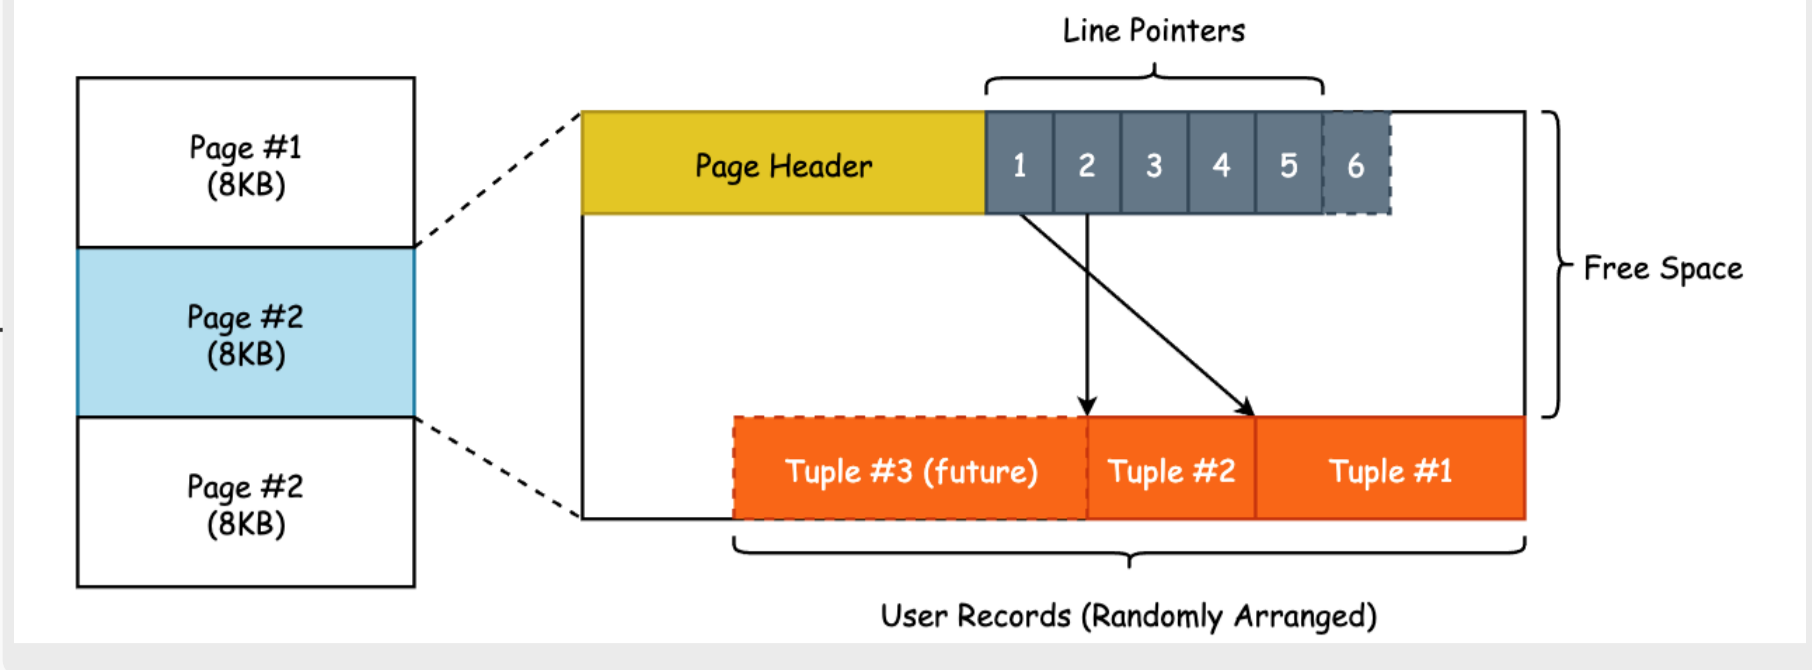 Line Pointers
Page #1
(8KB)
Page Header
1
2
3
4
5
6
Page #2
(8KB)
Free Space
Tuple #3 (future)
Tuple #2
Tuple #1
Page #2
(8KB)
User Records (Randomly Arranged)